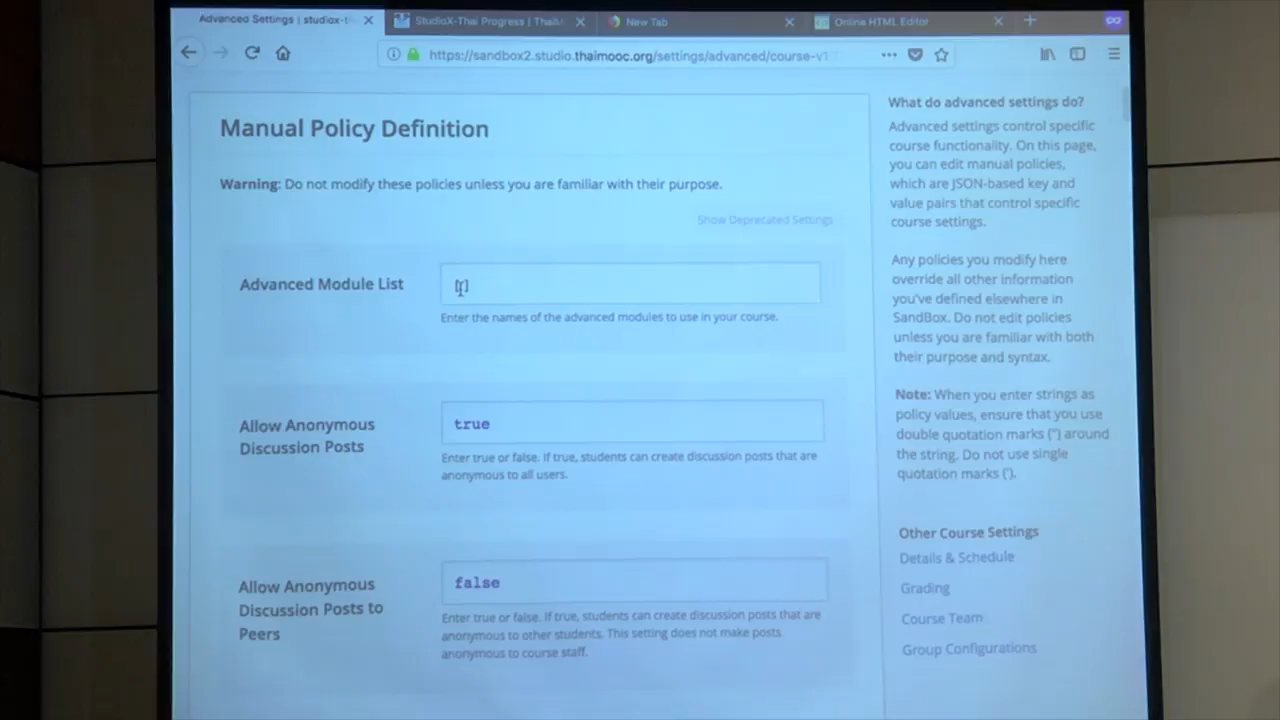 Advanced Settings | studiox-t
StudioX-Thai Progress | Thai
New Tab
Online HTML Editor
https://sandbox2.studio.thaimooc.org/settings/advanced/course-v1
Manual Policy Definition
Warning: Do not modify these policies unless you are familiar with their purpose.
Show Deprecated Settings
Advanced Module List
[]
Enter the names of the advanced modules to use in your course.
Allow Anonymous
Discussion Posts
true
Enter true or false. If true, students can create discussion posts that are
anonymous to all users.
Allow Anonymous
Discussion Posts to
Peers
false
Enter true or false. If true, students can create discussion posts that are
anonymous to other students. This setting does not make posts
anonymous to course staff.
What do advanced settings do?
Advanced settings control specific
course functionality. On this page,
you can edit manual policies,
which are JSON-based key and
value pairs that control specific
course settings.
Any policies you modify here
override all other information
you've defined elsewhere in
SandBox. Do not edit policies
unless you are familiar with both
their purpose and syntax.
Note: When you enter strings as
policy values, ensure that you use
double quotation marks (") around
the string. Do not use single
quotation marks (').
Other Course Settings
Details & Schedule
Grading
Course Team
Group Configurations